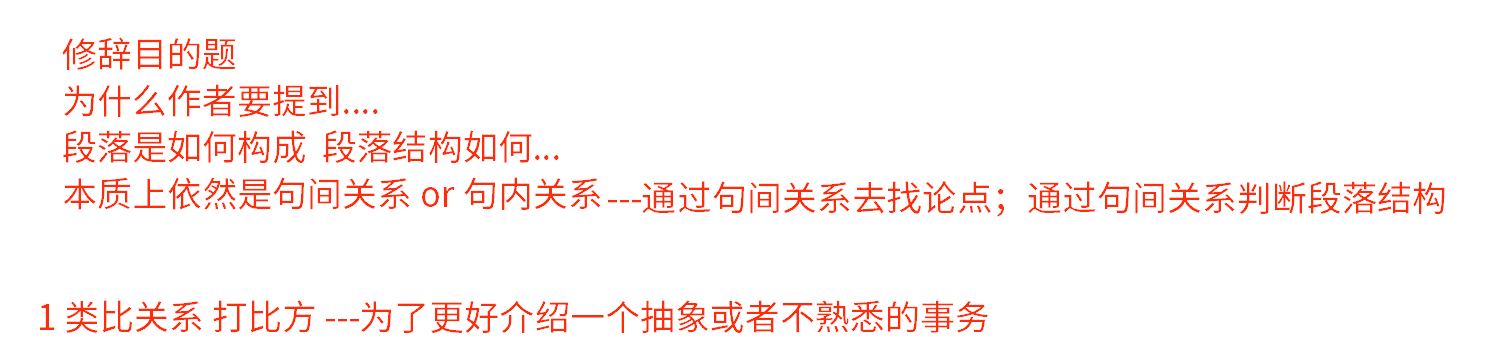 修辞目的题
为什么作者要提到....
段落是如何构成 段落结构如何...
本质上依然是句间关系 or 句内关系---通过句间关系去找论点；通过句间关系判断段落结构
1 类比关系 打比方 ---为了更好介绍一个抽象或者不熟悉的事务